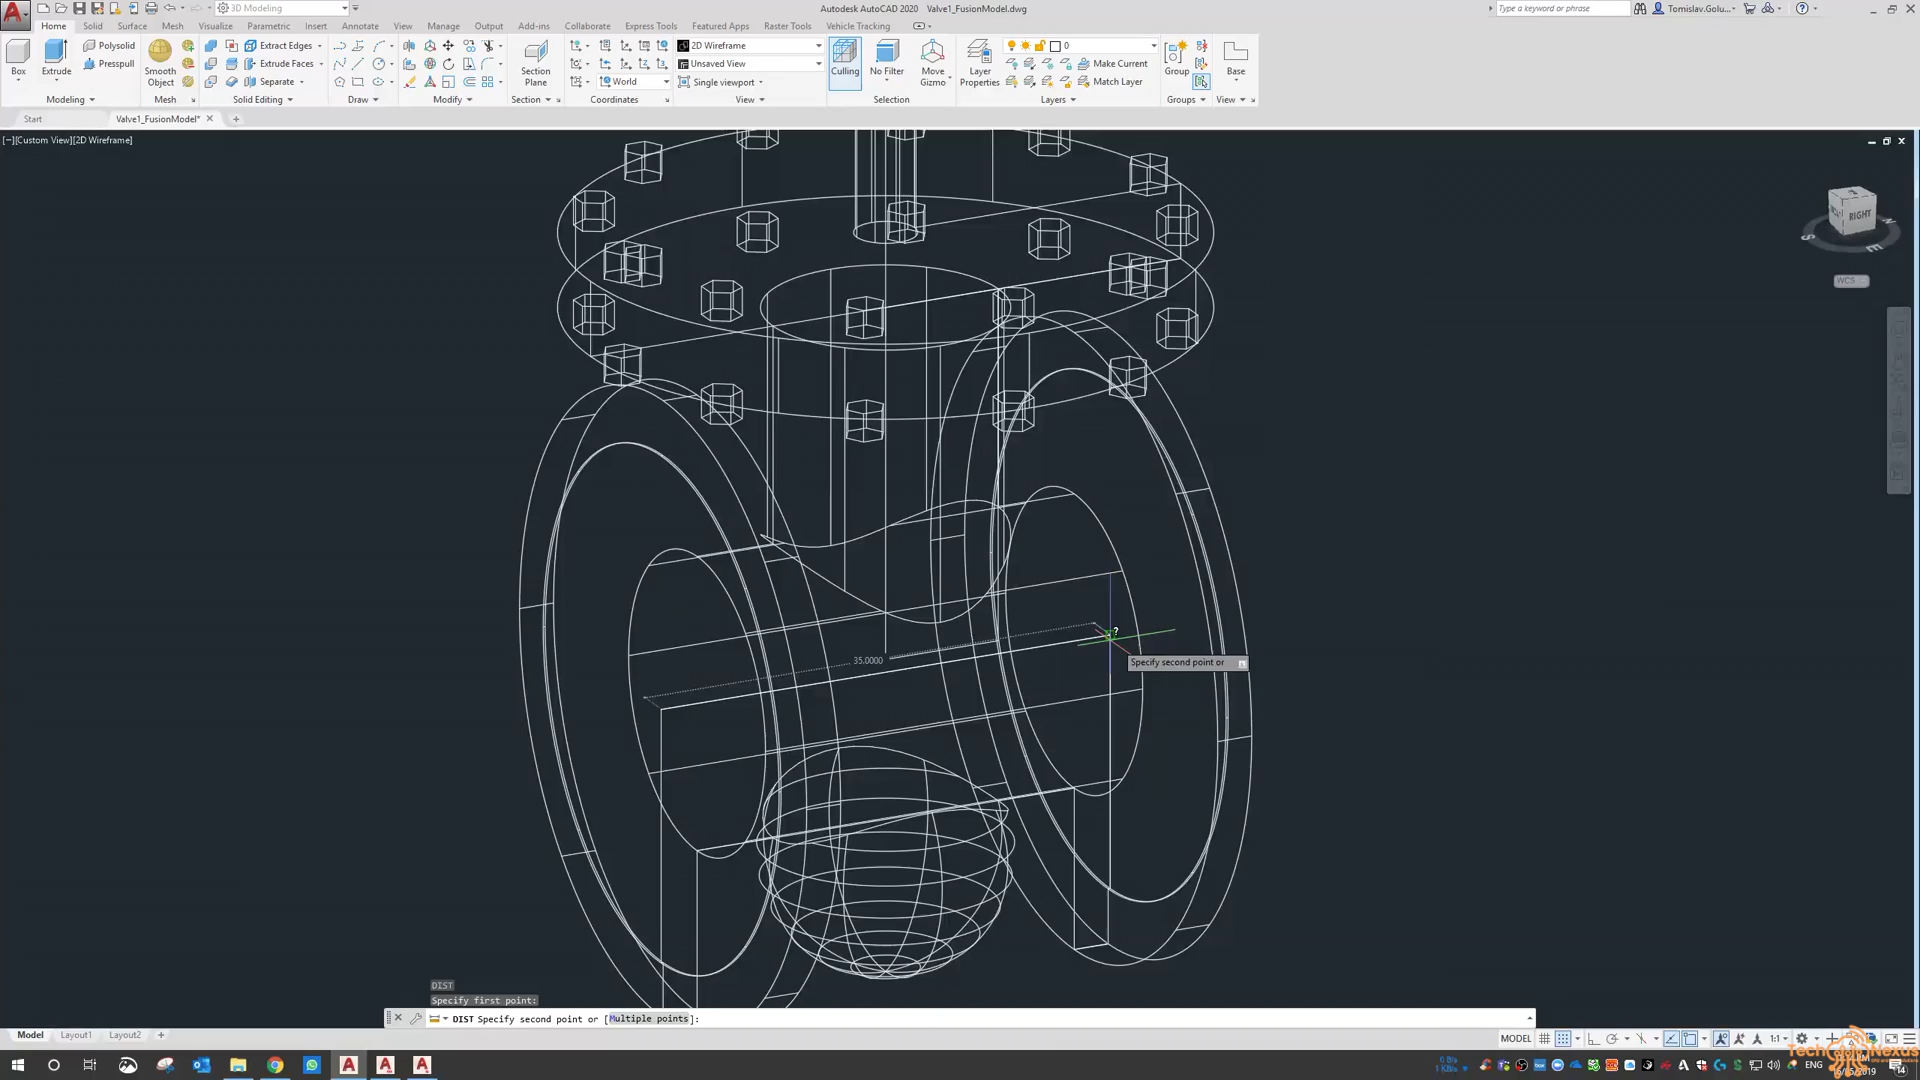 3D Modeling
Autodesk AutoCAD 2020 Valve1_FusionModel.dwg
Type a keyword or phrase
Tomislav.Golu...
Home Solid Surface Mesh Visualize Parametric Insert Annotate View Manage Output Add-ins Collaborate Express Tools Featured Apps Raster Tools Vehicle Tracking
Box
Extrude
Polysolid
Presspull
Smooth
Object
Extract Edges
Extrude Faces
Separate
Section
Plane
World
2D Wireframe
Unsaved View
Single viewport
Culling
No Filter
Move
Gizmo
Layer
Properties
0
Make Current
Match Layer
Group
Base
Modeling
Mesh
Solid Editing
Draw
Modify
Section
Coordinates
View
Selection
Layers
Groups
View
Start
Valve1_FusionModel*
[−][Custom View][2D Wireframe]
RIGHT
S
E
WCS
35.0000
?
Specify second point or
DIST
Specify first point:
DIST Specify second point or [Multiple points]:
Model Layout1 Layout2
MODEL
1:1
ENG